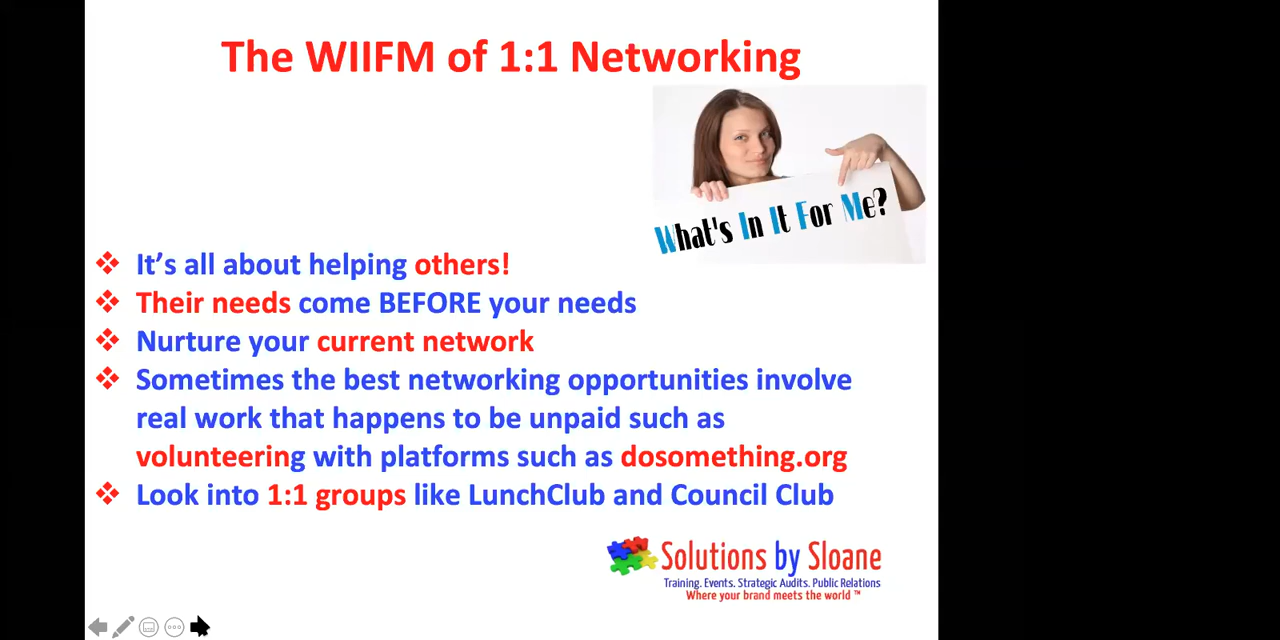 The WIIFM of 1:1 Networking
What's In It For Me?
❖ It's all about helping others!
❖ Their needs come BEFORE your needs
❖ Nurture your current network
❖ Sometimes the best networking opportunities involve
real work that happens to be unpaid such as
volunteering with platforms such as dosomething.org
❖ Look into 1:1 groups like LunchClub and Council Club
Solutions by Sloane
Training. Events. Strategic Audits. Public Relations
Where your brand meets the world ™